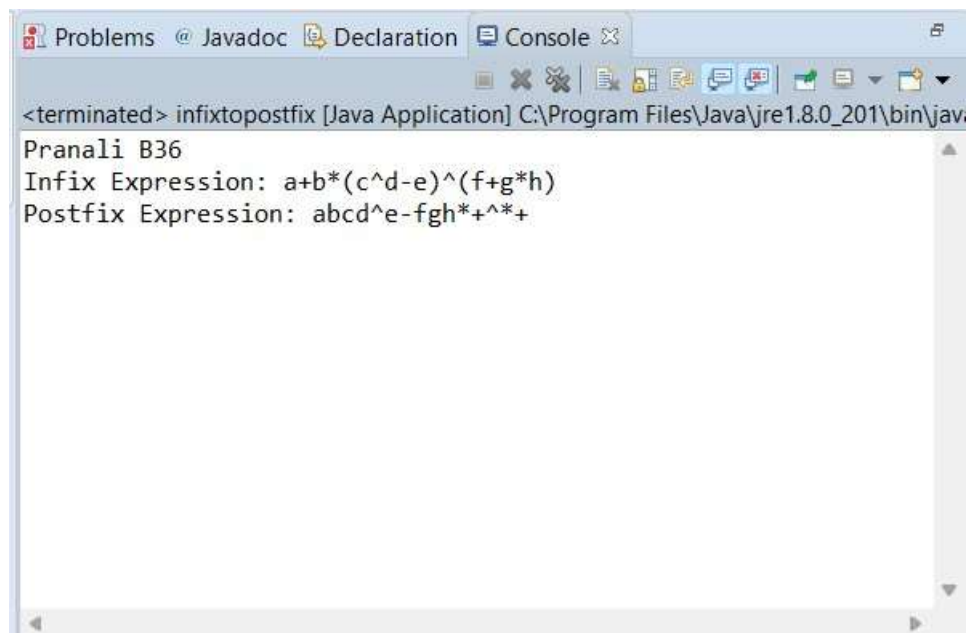 Problems @ Javadoc Declaration Console
<terminated> infixtopostfix [Java Application] C:\Program Files\Java\jre1.8.0_201\bin\jav
Pranali B36
Infix Expression: a+b*(c^d-e)^(f+g*h)
Postfix Expression: abcd^e-fgh*+^*+